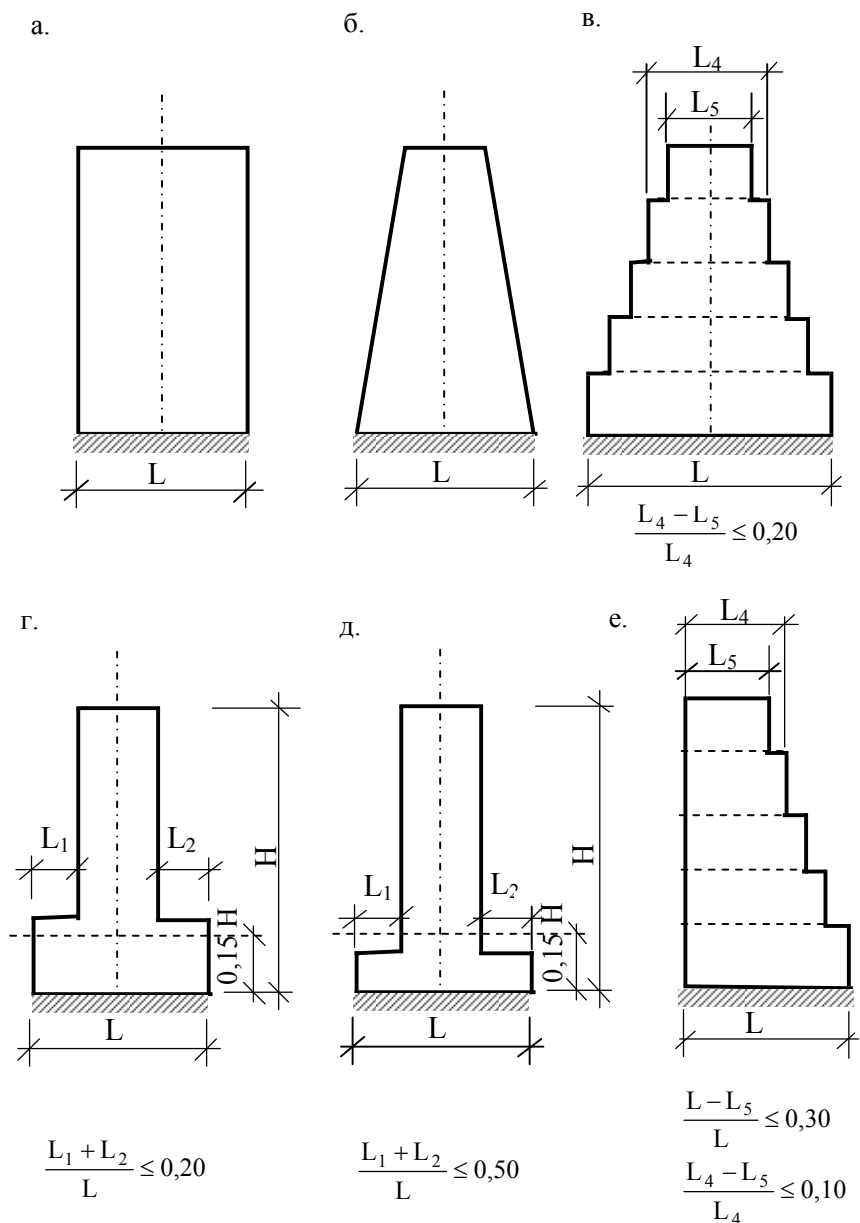 а.
б.
в.
L₄
L₅
L
L
L
(L₄ − L₅) / L₄ ≤ 0,20
г.
д.
е.
L₄
L₅
L₁
L₂
H
0,15 H
L₁
L₂
H
0,15 H
L
L
L
(L₁ + L₂) / L ≤ 0,20
(L₁ + L₂) / L ≤ 0,50
(L − L₅) / L ≤ 0,30
(L₄ − L₅) / L₄ ≤ 0,10